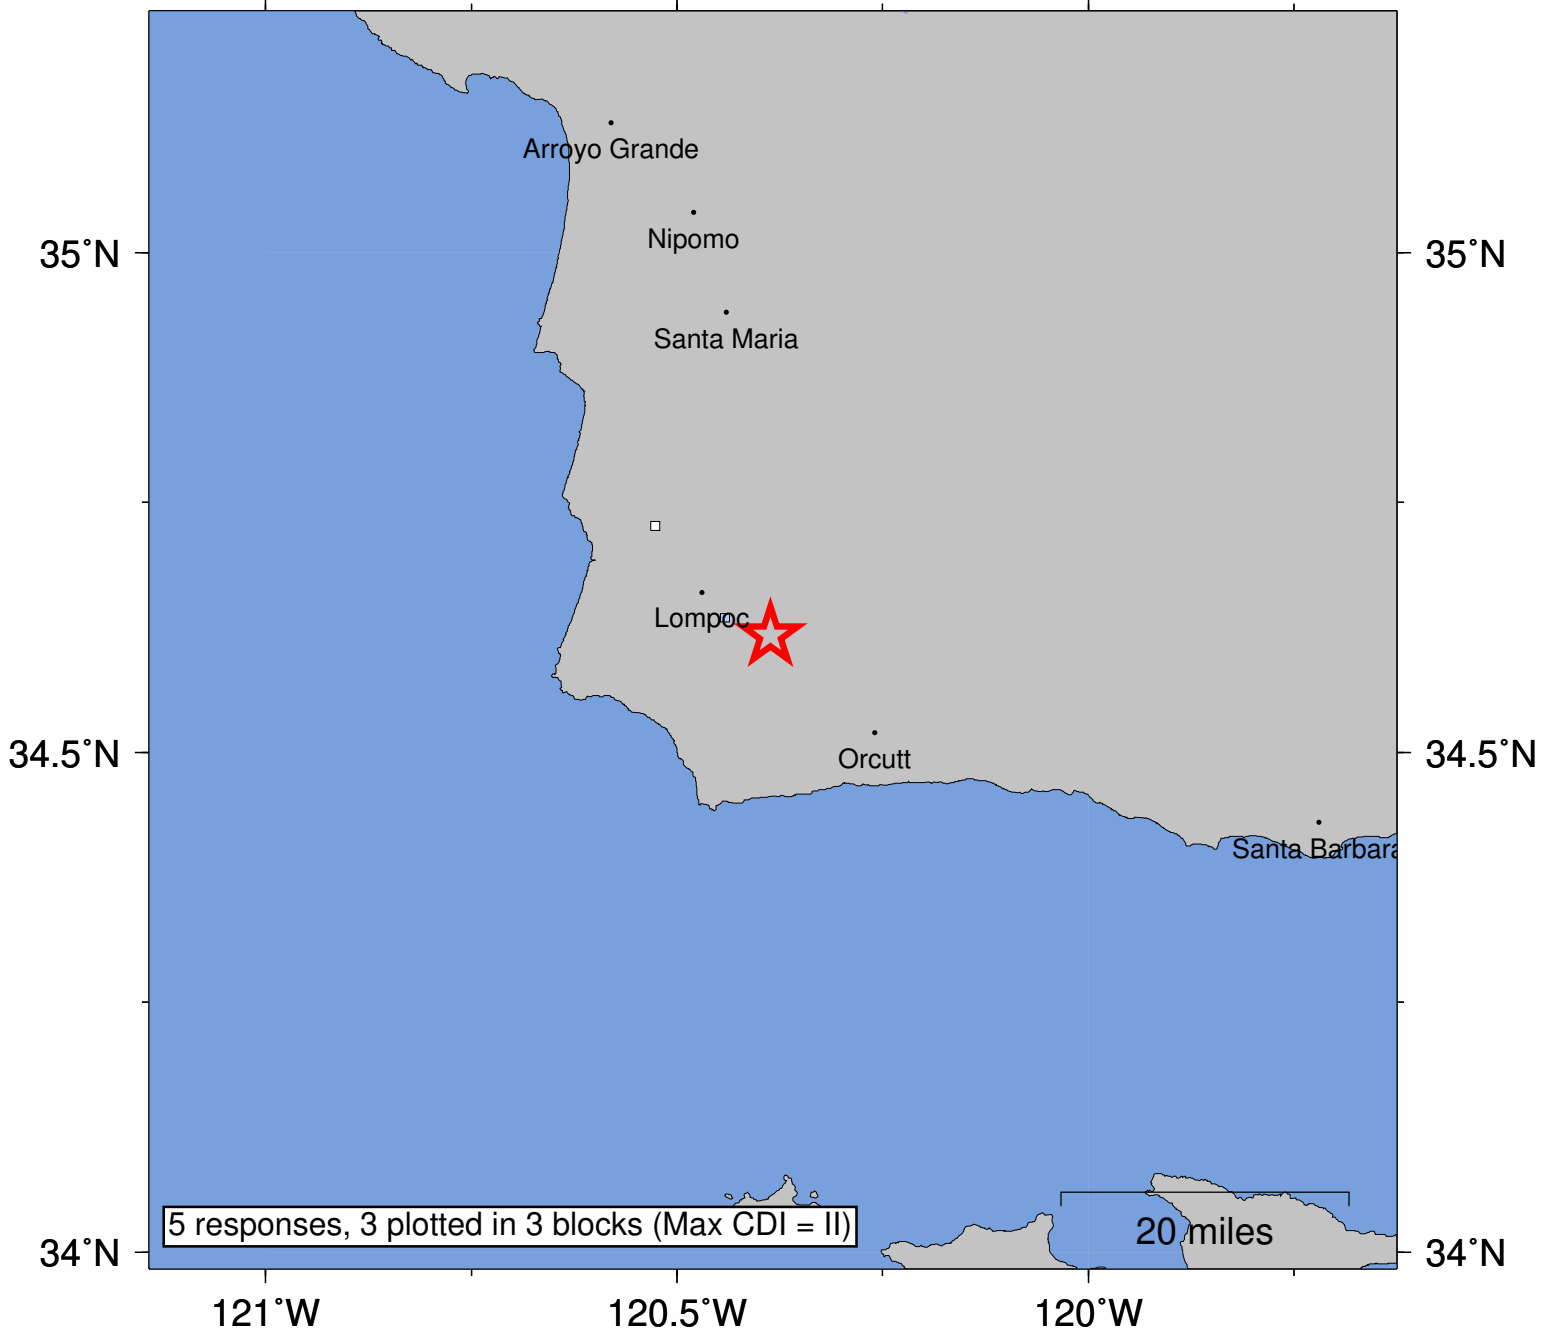 Arroyo Grande
Nipomo
35˚N
35˚N
Santa Maria
Lompoc
34.5˚N
34.5˚N
Orcutt
Santa Barbara
5 responses, 3 plotted in 3 blocks (Max CDI = II)
20 miles
34˚N
34˚N
121˚W
120.5˚W
120˚W